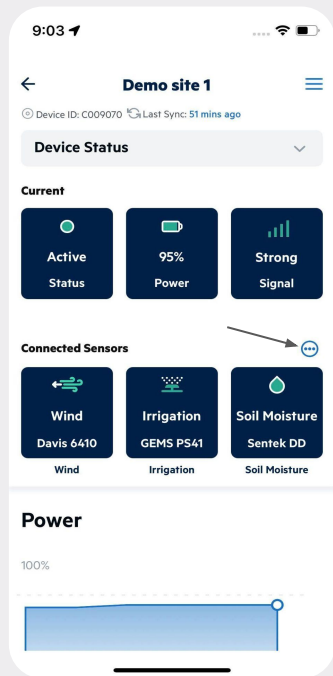 9:03
Demo site 1
Device ID: C009070 Last Sync: 51 mins ago
Device Status
Current
Active 95% Strong
Status Power Signal
Connected Sensors
Wind Irrigation Soil Moisture
Davis 6410 GEMS PS41 Sentek DD
Wind Irrigation Soil Moisture
Power
100%